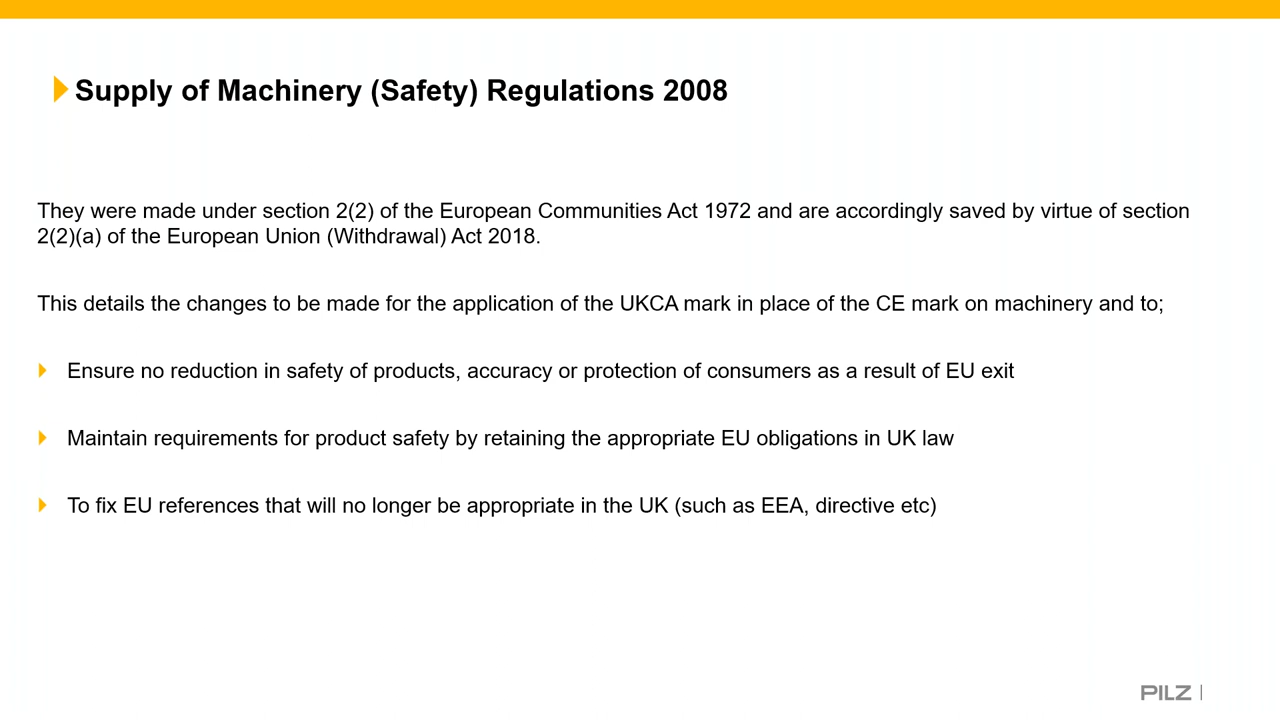 Supply of Machinery (Safety) Regulations 2008
They were made under section 2(2) of the European Communities Act 1972 and are accordingly saved by virtue of section
2(2)(a) of the European Union (Withdrawal) Act 2018.
This details the changes to be made for the application of the UKCA mark in place of the CE mark on machinery and to;
Ensure no reduction in safety of products, accuracy or protection of consumers as a result of EU exit
Maintain requirements for product safety by retaining the appropriate EU obligations in UK law
To fix EU references that will no longer be appropriate in the UK (such as EEA, directive etc)
PILZ